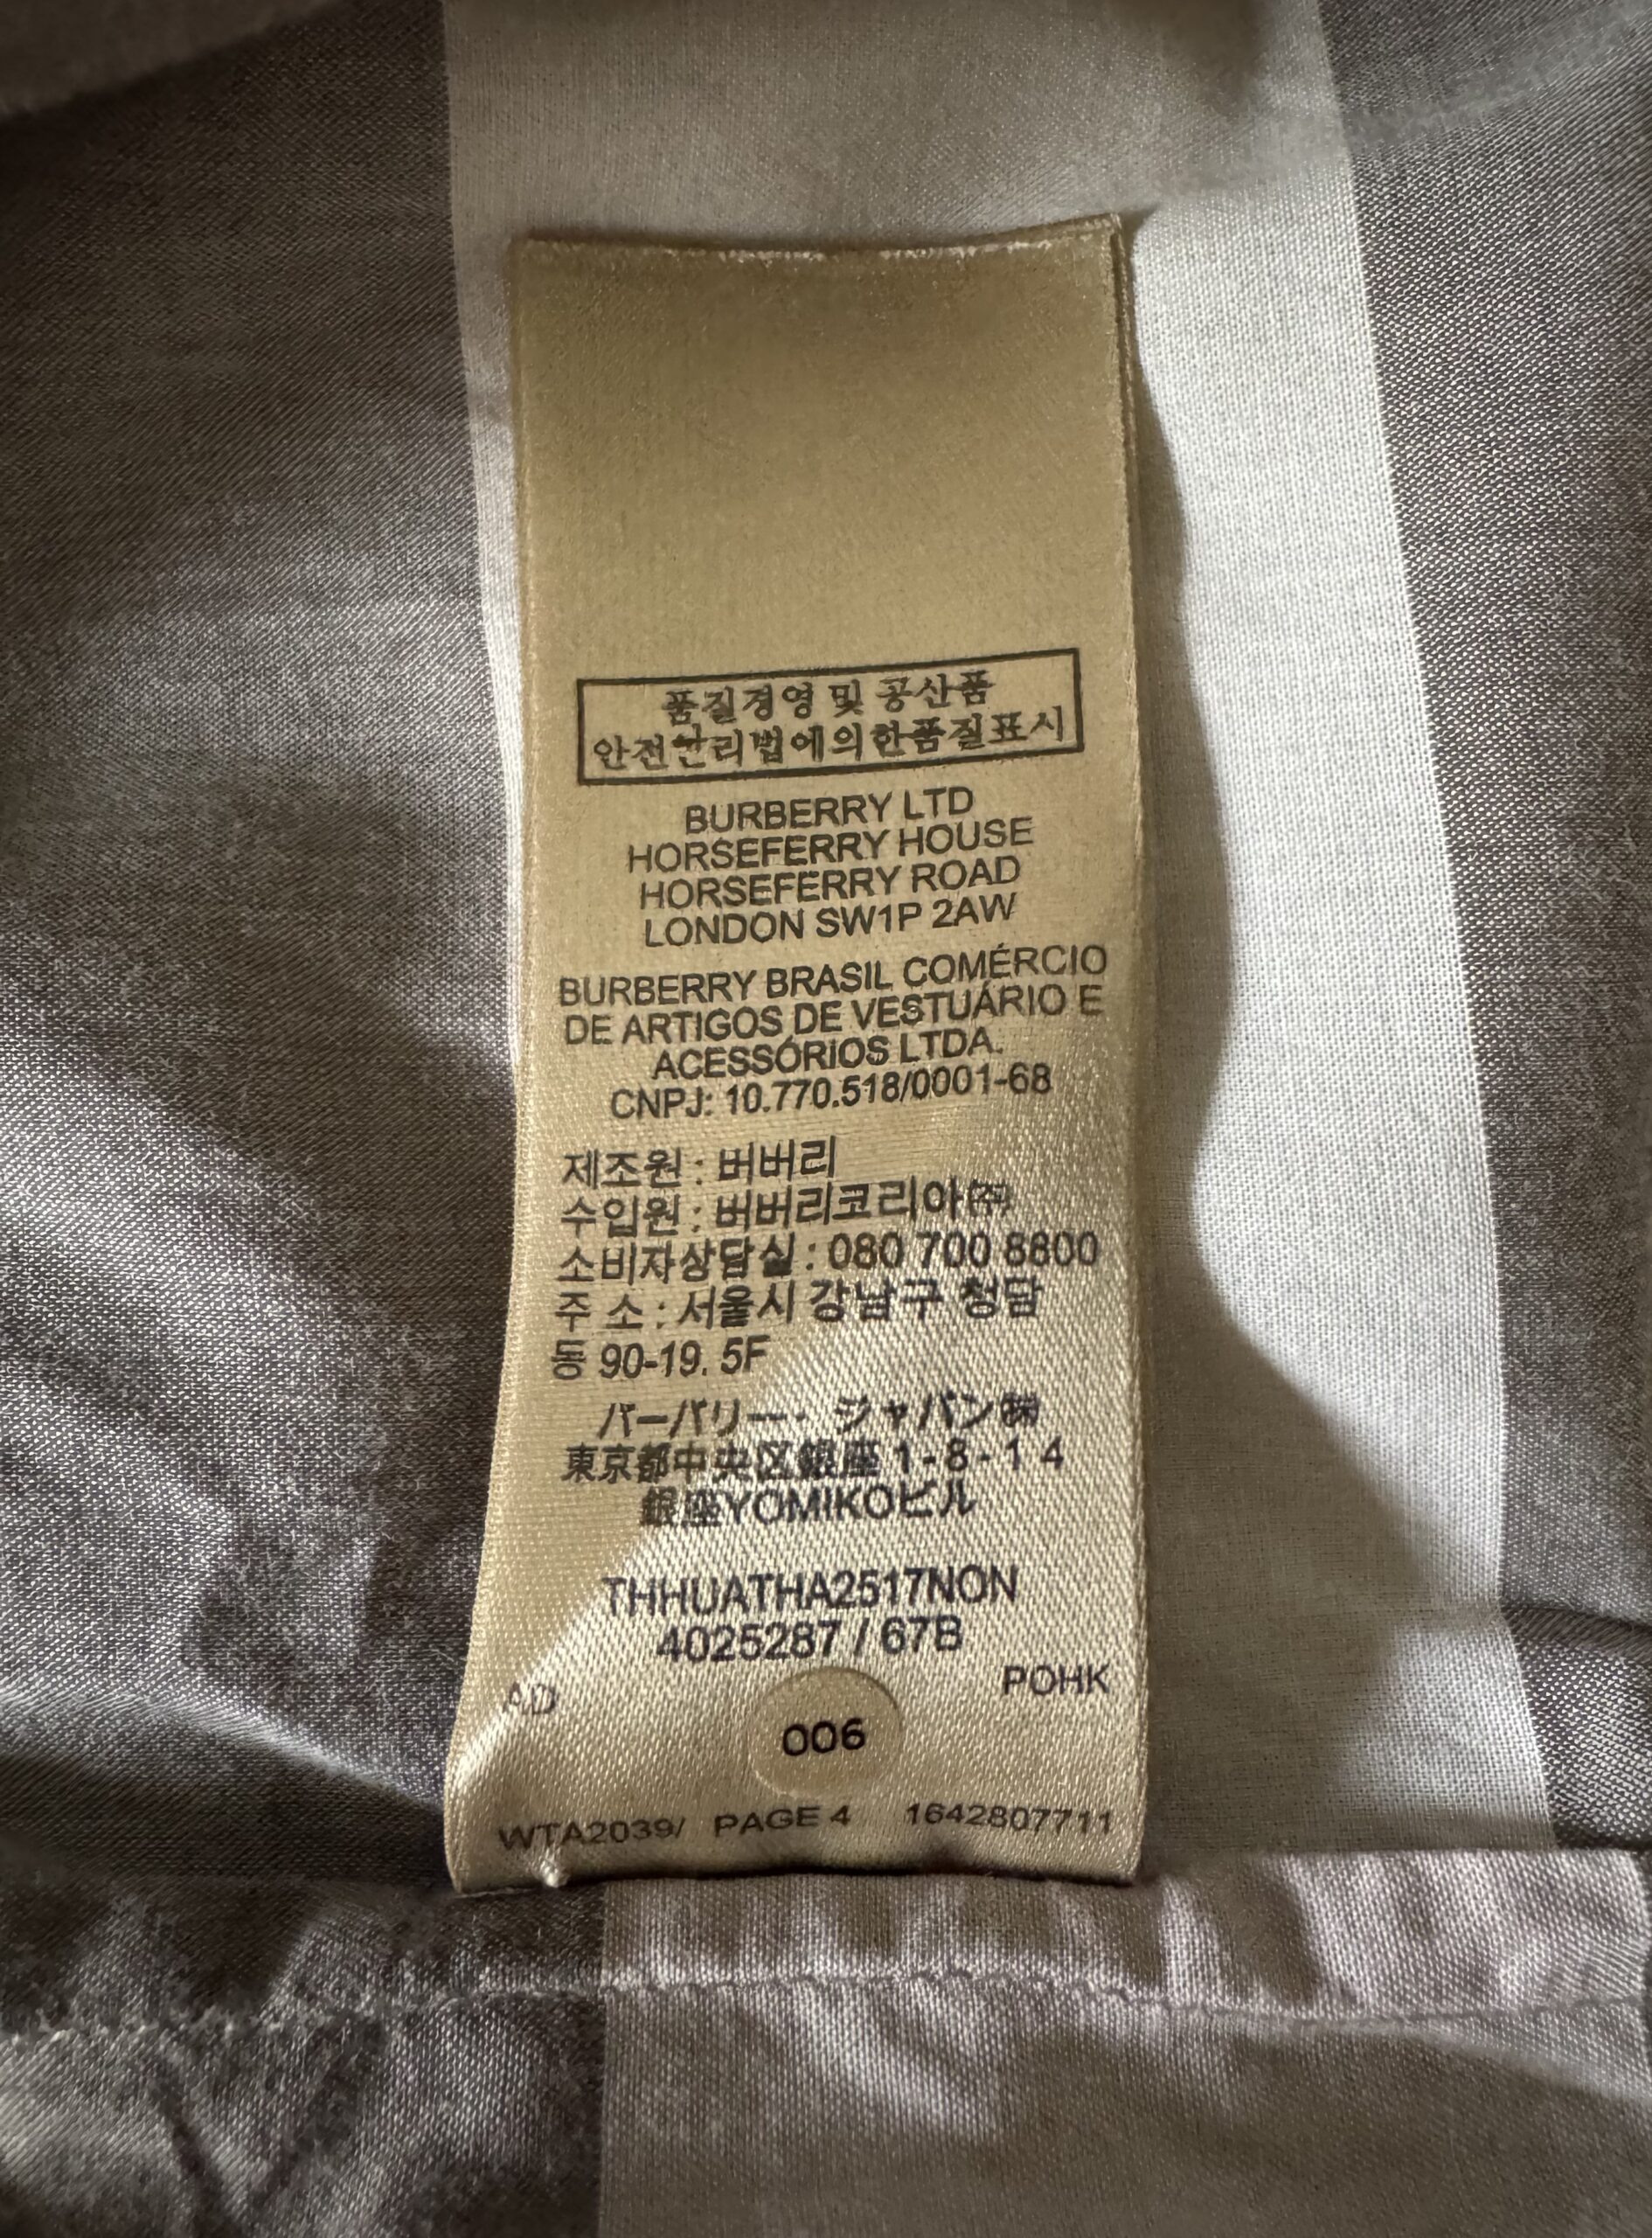 품질경영 및 공산품
안전관리법에의한품질표시
BURBERRY LTD
HORSEFERRY HOUSE
HORSEFERRY ROAD
LONDON SW1P 2AW
BURBERRY BRASIL COMÉRCIO
DE ARTIGOS DE VESTUÁRIO E
ACESSÓRIOS LTDA.
CNPJ: 10.770.518/0001-68
제조원 : 버버리
수입원 : 버버리코리아㈜
소비자상담실 : 080 700 8800
주 소 : 서울시 강남구 청담
동 90-19. 5F
バーバリー・ジャパン㈱
東京都中央区銀座 1-8-14
銀座YOMIKOビル
THHUATHA2517NON
4025287 / 67B
POHK
AD
006
WTA2039/ PAGE 4 1642807711